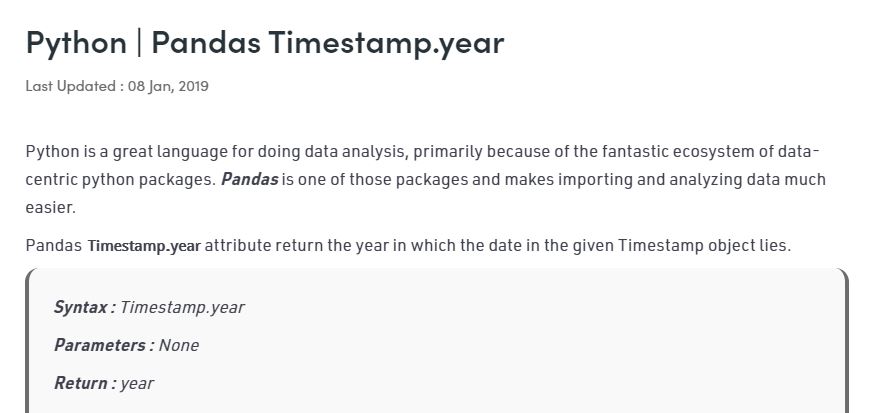 Python | Pandas Timestamp.year
Last Updated : 08 Jan, 2019
Python is a great language for doing data analysis, primarily because of the fantastic ecosystem of data-
centric python packages. Pandas is one of those packages and makes importing and analyzing data much
easier.
Pandas Timestamp.year attribute return the year in which the date in the given Timestamp object lies.
Syntax : Timestamp.year
Parameters : None
Return : year